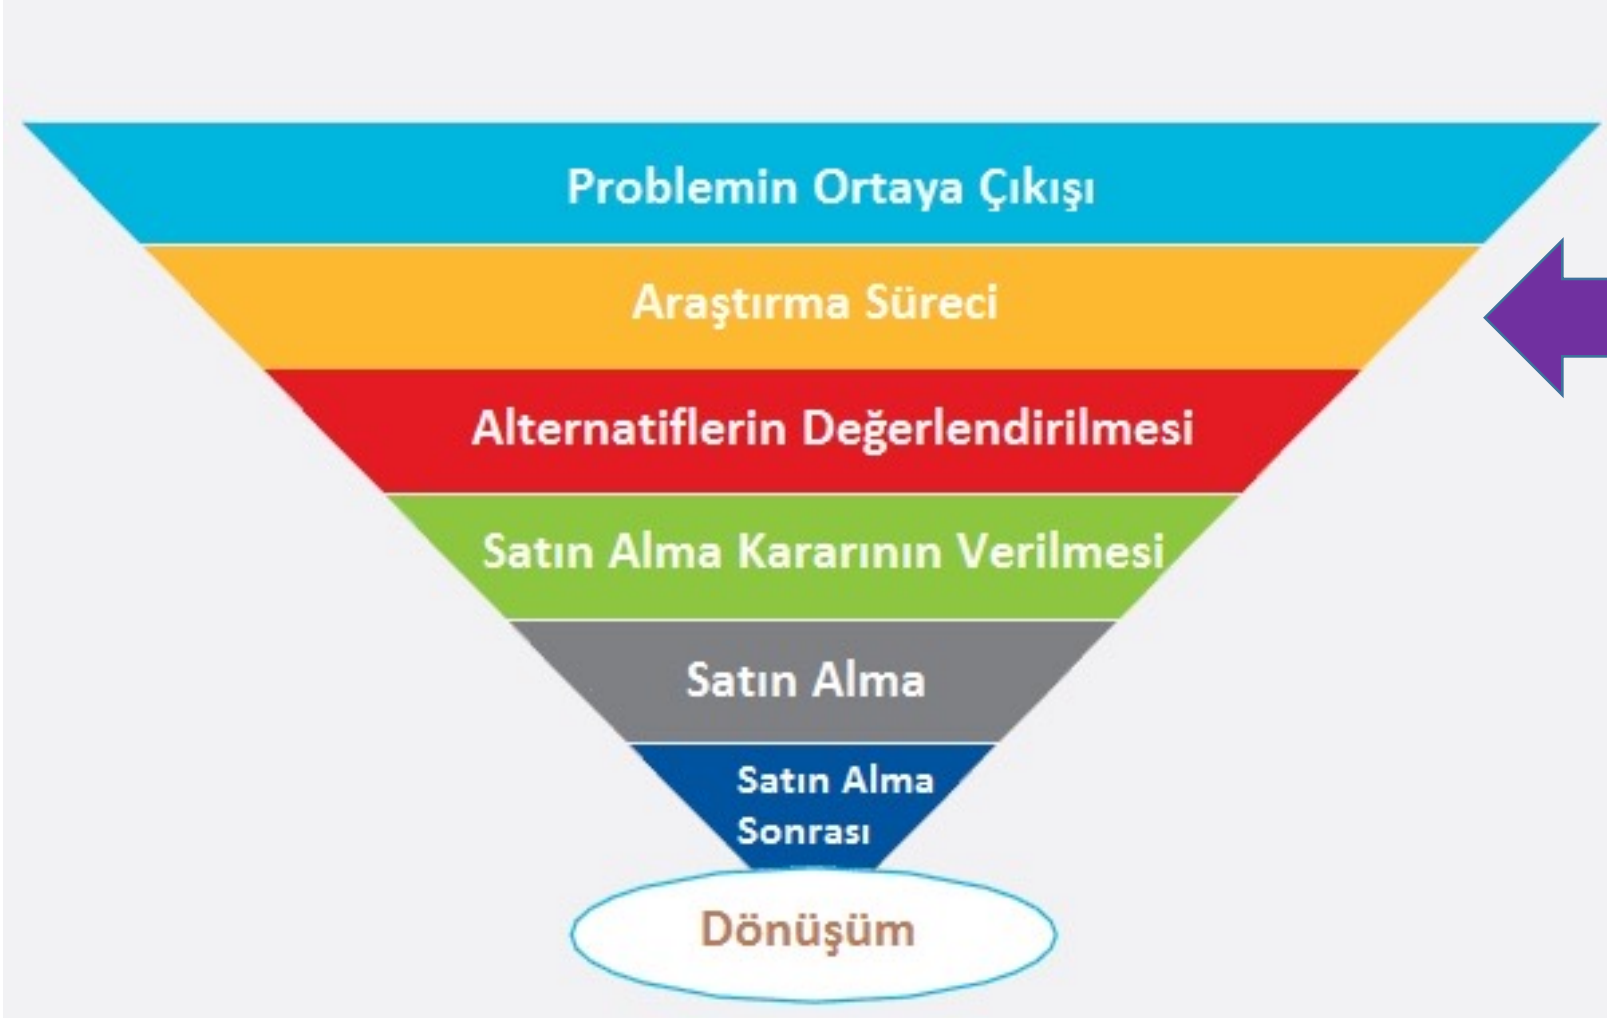 Problemin Ortaya Çıkışı
Araştırma Süreci
Alternatiflerin Değerlendirilmesi
Satın Alma Kararının Verilmesi
Satın Alma
Satın Alma
Sonrası
Dönüşüm